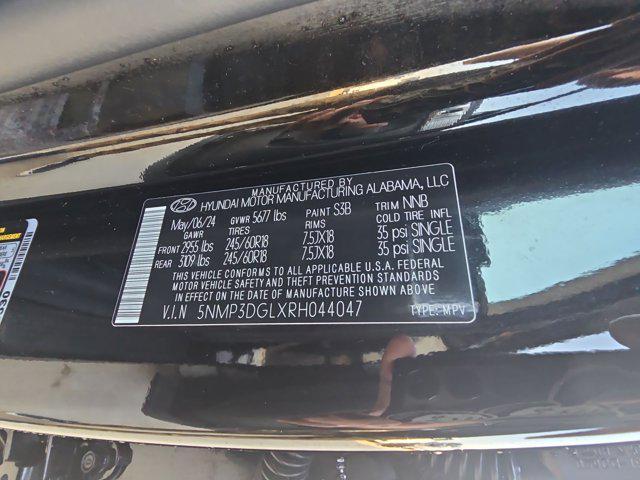 MANUFACTURED BY
HYUNDAI MOTOR MANUFACTURING ALABAMA, LLC
May/06/24 GVWR 5677 lbs PAINT S3B TRIM NNB
GAWR TIRES RIMS COLD TIRE INFL
FRONT 2955 lbs 245/60R18 7.5JX18 35 psi SINGLE
REAR 3109 lbs 245/60R18 7.5JX18 35 psi SINGLE
THIS VEHICLE CONFORMS TO ALL APPLICABLE U.S.A. FEDERAL
MOTOR VEHICLE SAFETY AND THEFT PREVENTION STANDARDS
IN EFFECT ON THE DATE OF MANUFACTURE SHOWN ABOVE.
V.I.N 5NMP3DGLXRH044047 TYPE: MPV